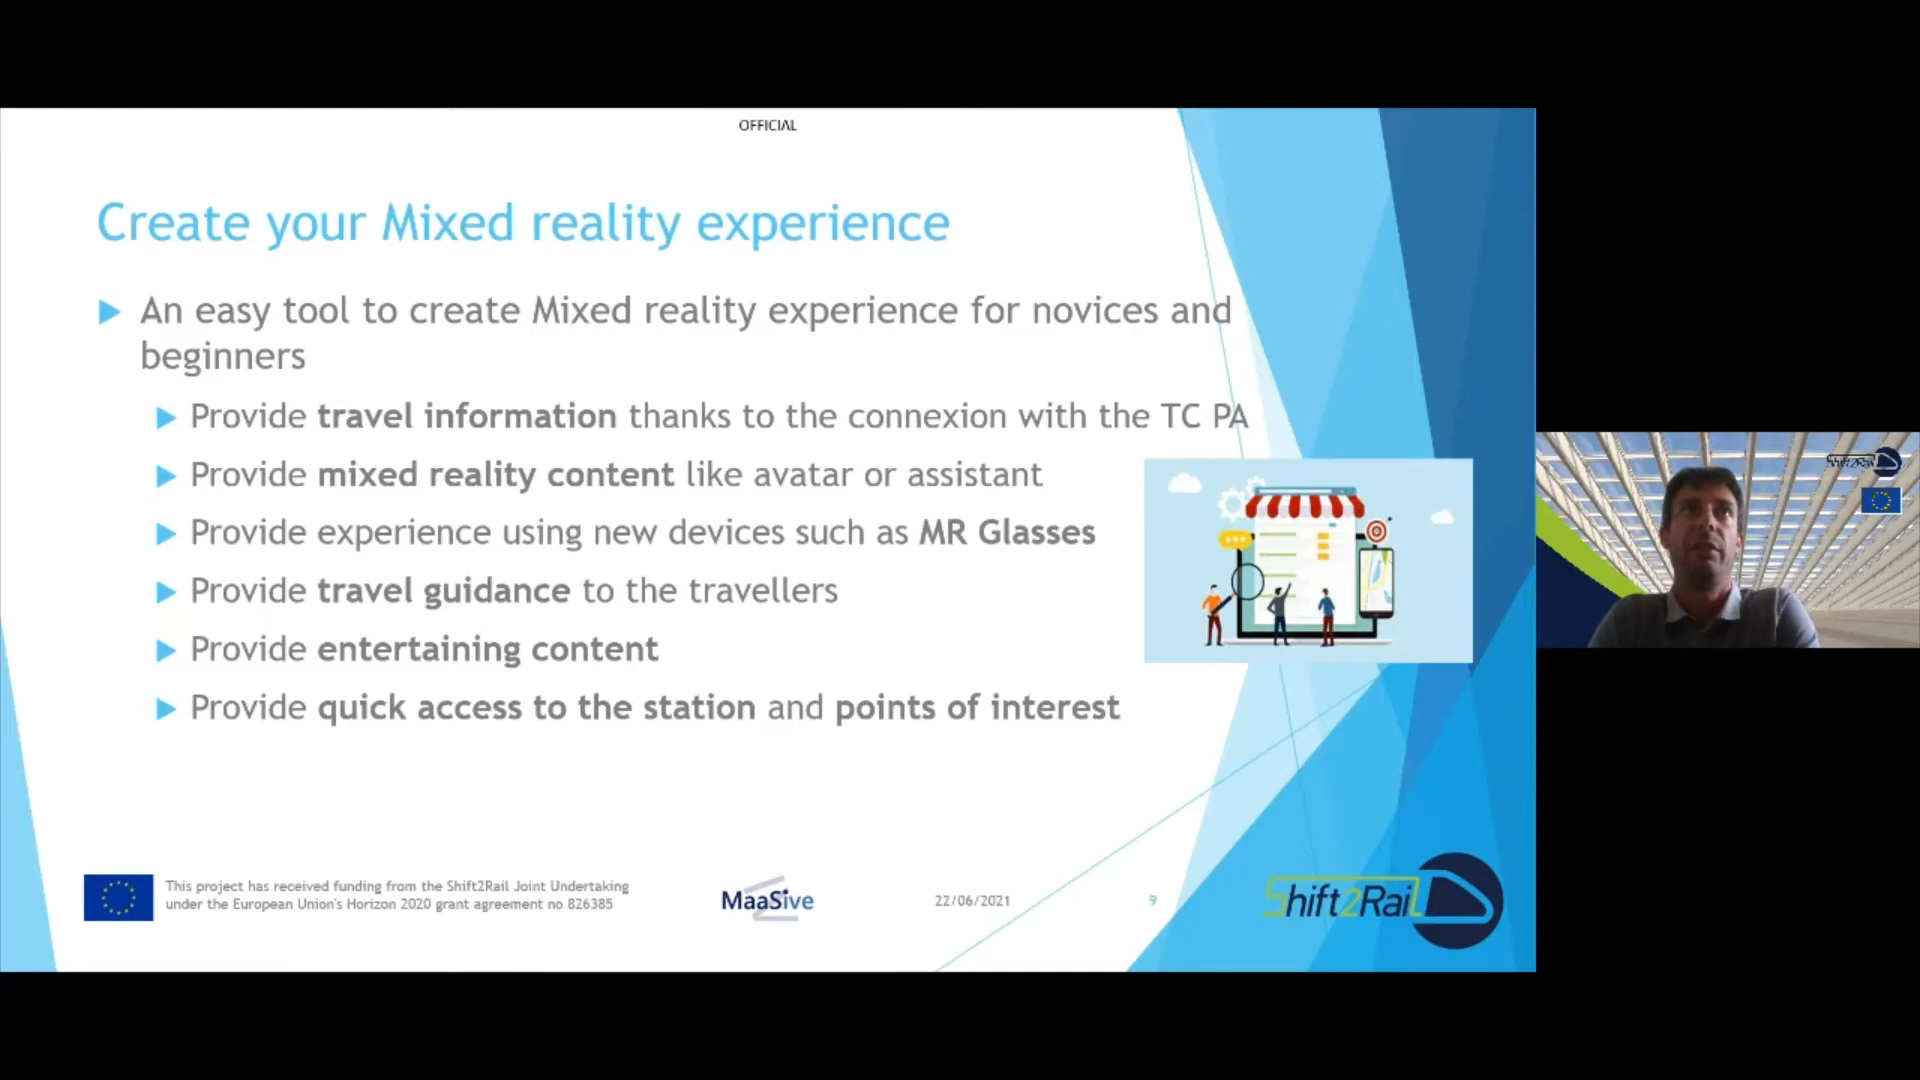 OFFICIAL
Create your Mixed reality experience
An easy tool to create Mixed reality experience for novices and
beginners
Provide travel information thanks to the connexion with the TC PA
Provide mixed reality content like avatar or assistant
Provide experience using new devices such as MR Glasses
Provide travel guidance to the travellers
Provide entertaining content
Provide quick access to the station and points of interest
This project has received funding from the Shift2Rail Joint Undertaking
under the European Union's Horizon 2020 grant agreement no 826385
MaaSive
22/06/2021
9
Shift2Rail
Shift2Rail